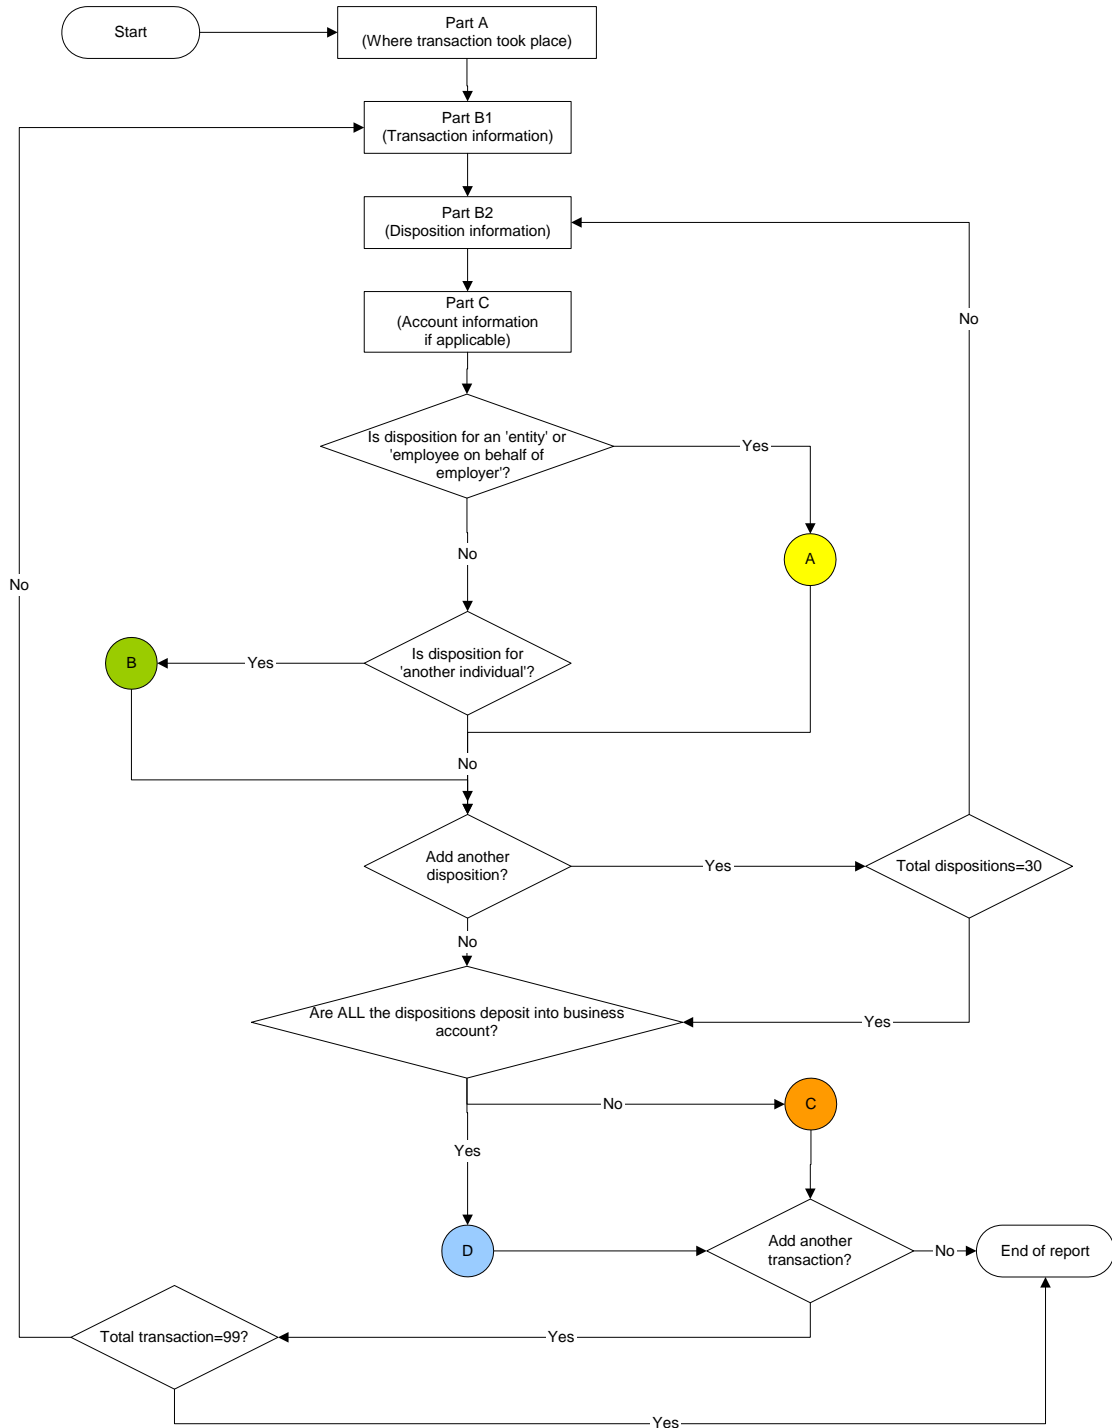 Start
Part A
(Where transaction took place)
Part B1
(Transaction information)
Part B2
(Disposition information)
Part C
(Account information
if applicable)
No
Is disposition for an 'entity' or
'employee on behalf of
employer'?
Yes
No
A
No
B
Yes
Is disposition for
'another individual'?
No
Add another
disposition?
Yes
Total dispositions=30
No
Are ALL the dispositions deposit into business
account?
Yes
No
C
Yes
D
Add another
transaction?
No
End of report
Total transaction=99?
Yes
Yes